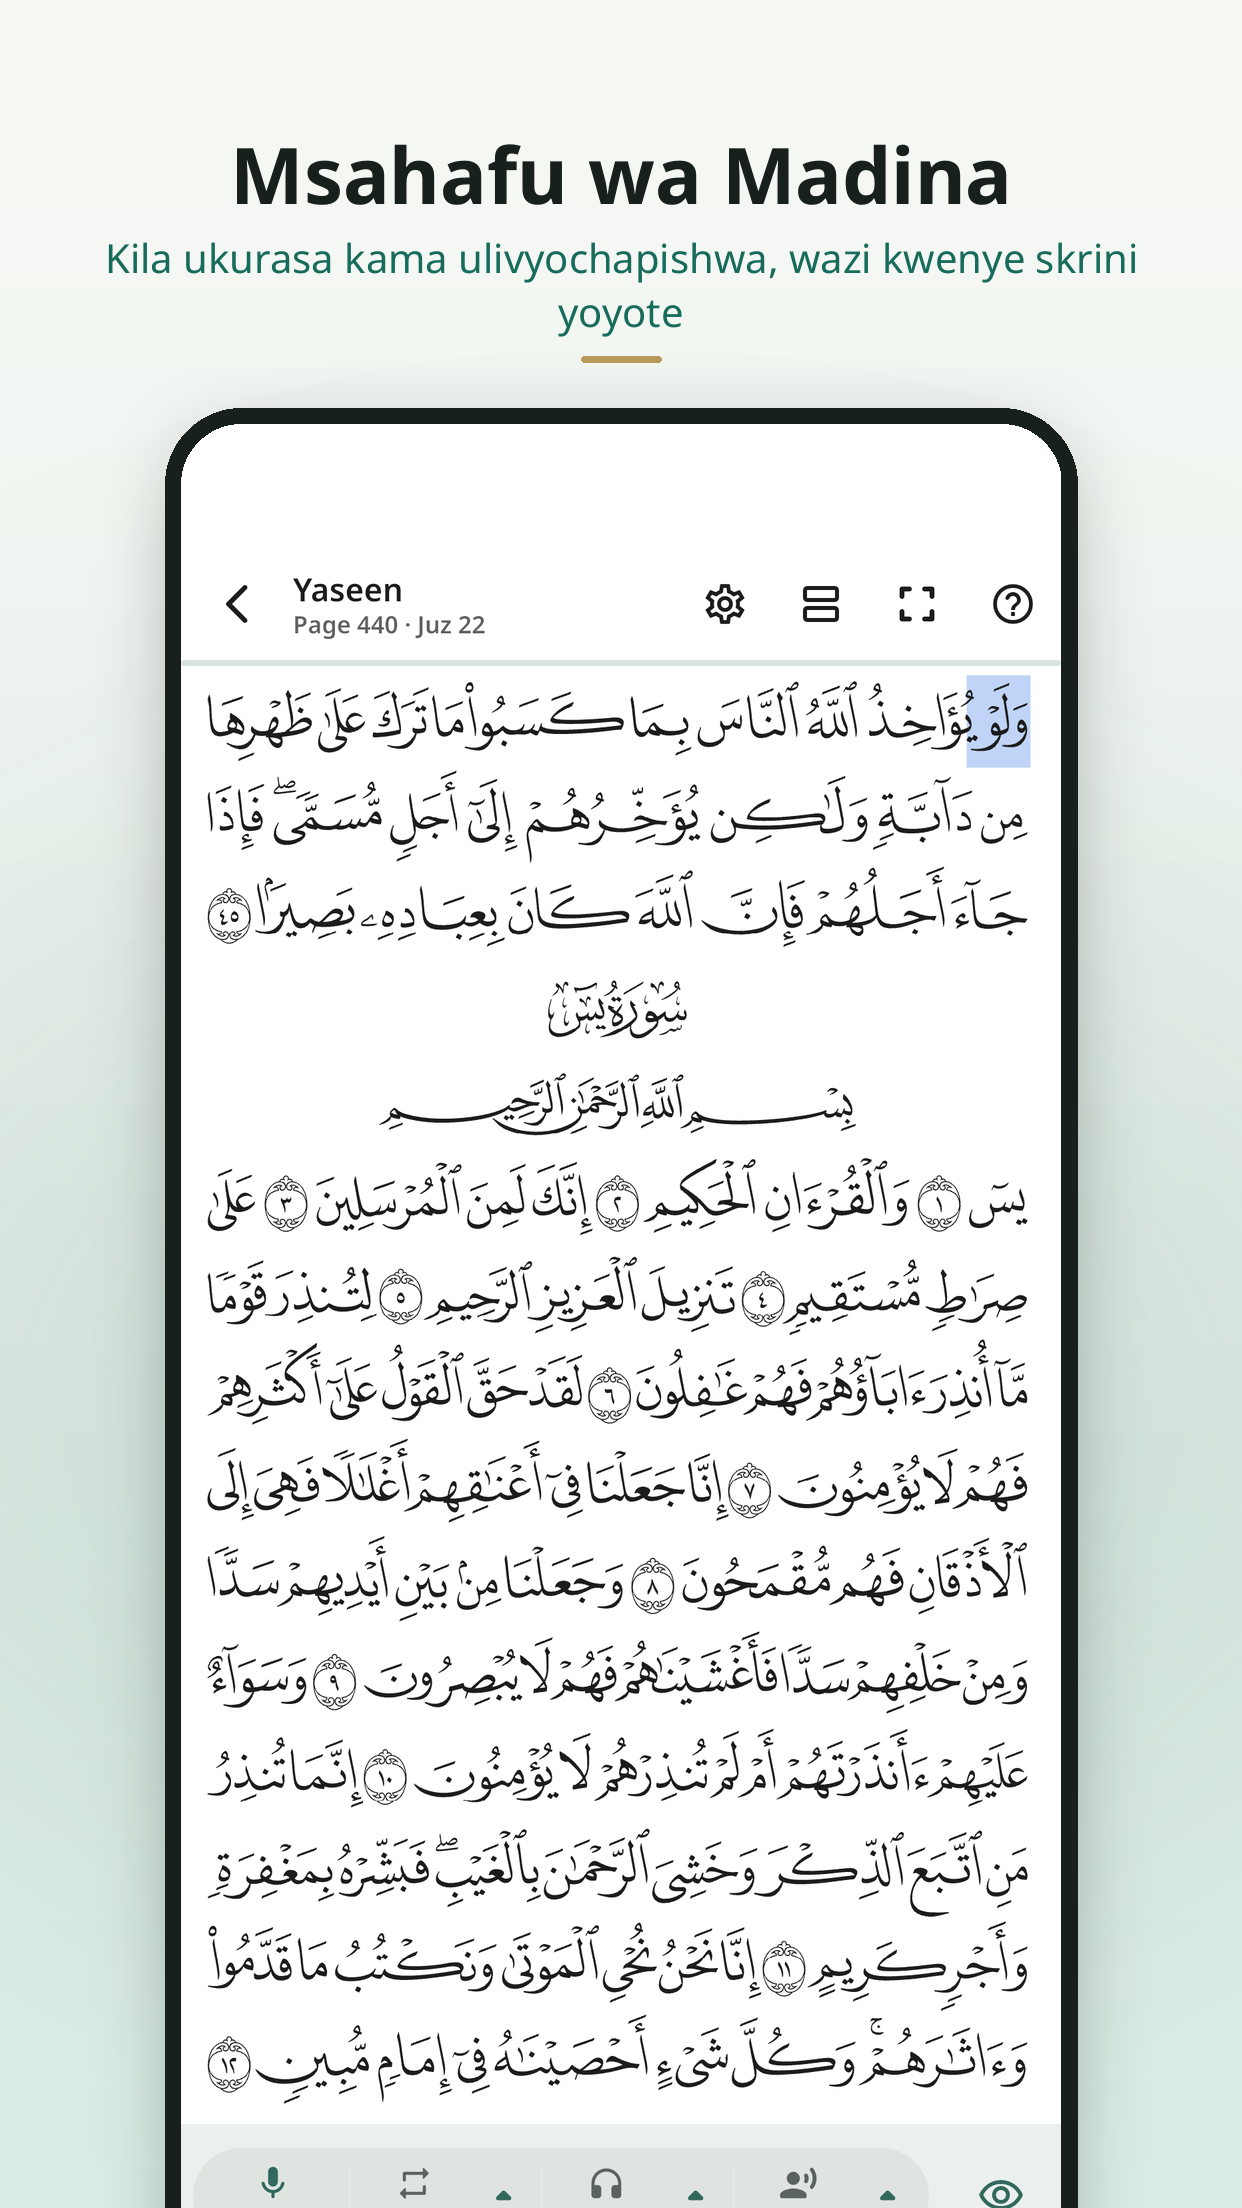 Msahafu wa Madina
Kila ukurasa kama ulivyochapishwa, wazi kwenye skrini
yoyote
Yaseen
Page 440 · Juz 22
وَلَوْ يُؤَاخِذُ ٱللَّهُ ٱلنَّاسَ بِمَا كَسَبُوا۟ مَا تَرَكَ عَلَىٰ ظَهْرِهَا
مِن دَآبَّةٍ وَلَٰكِن يُؤَخِّرُهُمْ إِلَىٰٓ أَجَلٍ مُّسَمًّى ۖ فَإِذَا
جَآءَ أَجَلُهُمْ فَإِنَّ ٱللَّهَ كَانَ بِعِبَادِهِۦ بَصِيرًۢا ٤٥
سُورَةُ يسٓ
بِسْمِ ٱللَّهِ ٱلرَّحْمَٰنِ ٱلرَّحِيمِ
يسٓ ١ وَٱلْقُرْءَانِ ٱلْحَكِيمِ ٢ إِنَّكَ لَمِنَ ٱلْمُرْسَلِينَ ٣ عَلَىٰ
صِرَٰطٍ مُّسْتَقِيمٍ ٤ تَنزِيلَ ٱلْعَزِيزِ ٱلرَّحِيمِ ٥ لِتُنذِرَ قَوْمًا
مَّآ أُنذِرَ ءَابَآؤُهُمْ فَهُمْ غَٰفِلُونَ ٦ لَقَدْ حَقَّ ٱلْقَوْلُ عَلَىٰٓ أَكْثَرِهِمْ
فَهُمْ لَا يُؤْمِنُونَ ٧ إِنَّا جَعَلْنَا فِىٓ أَعْنَٰقِهِمْ أَغْلَٰلًا فَهِىَ إِلَى
ٱلْأَذْقَانِ فَهُم مُّقْمَحُونَ ٨ وَجَعَلْنَا مِنۢ بَيْنِ أَيْدِيهِمْ سَدًّا
وَمِنْ خَلْفِهِمْ سَدًّا فَأَغْشَيْنَٰهُمْ فَهُمْ لَا يُبْصِرُونَ ٩ وَسَوَآءٌ
عَلَيْهِمْ ءَأَنذَرْتَهُمْ أَمْ لَمْ تُنذِرْهُمْ لَا يُؤْمِنُونَ ١٠ إِنَّمَا تُنذِرُ
مَنِ ٱتَّبَعَ ٱلذِّكْرَ وَخَشِىَ ٱلرَّحْمَٰنَ بِٱلْغَيْبِ ۖ فَبَشِّرْهُ بِمَغْفِرَةٍ
وَأَجْرٍ كَرِيمٍ ١١ إِنَّا نَحْنُ نُحْىِ ٱلْمَوْتَىٰ وَنَكْتُبُ مَا قَدَّمُوا۟
وَءَاثَٰرَهُمْ ۚ وَكُلَّ شَىْءٍ أَحْصَيْنَٰهُ فِىٓ إِمَامٍ مُّبِينٍ ١٢